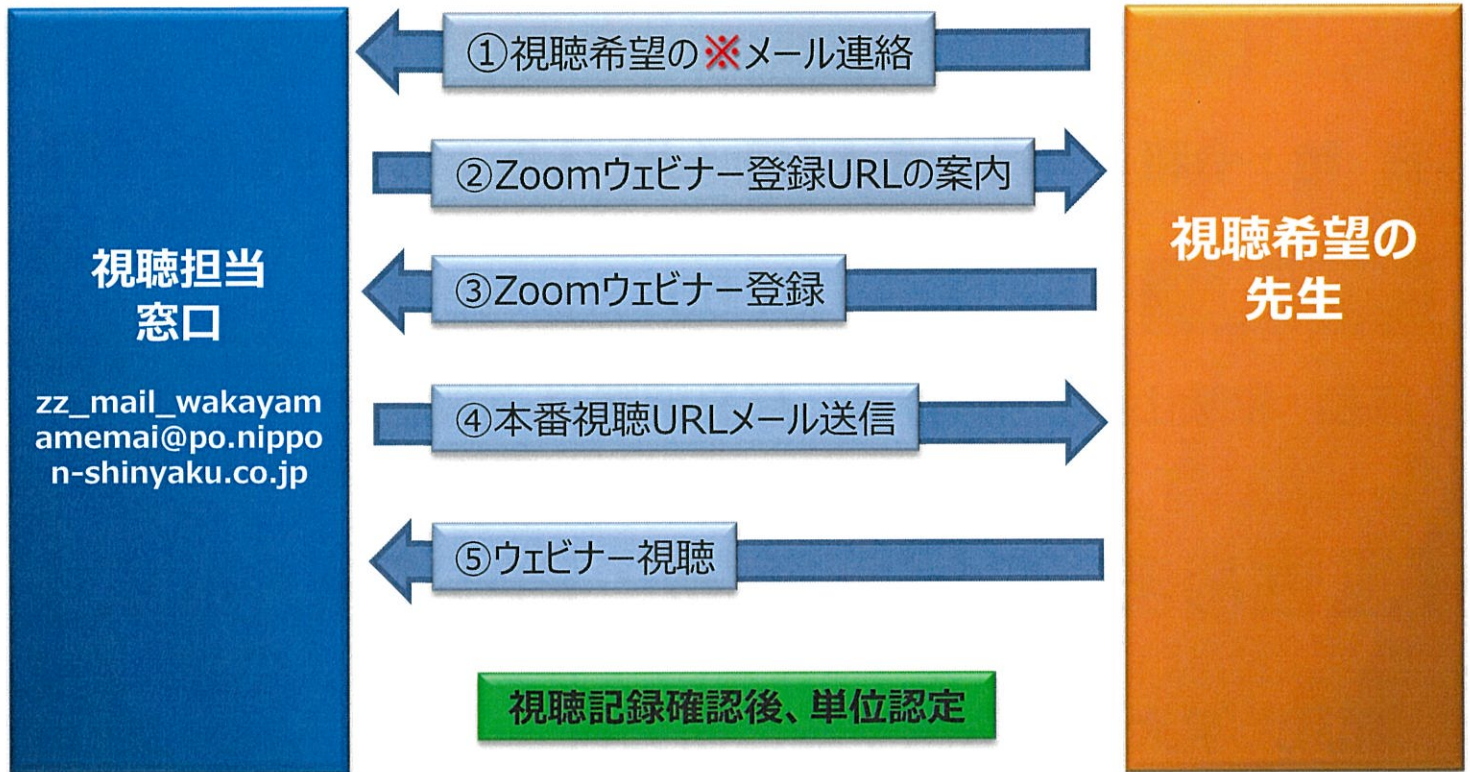 視聴担当
窓口
zz_mail_wakayam
amemai@po.nippo
n-shinyaku.co.jp
①視聴希望の※メール連絡
②Zoomウェビナー登録URLの案内
③Zoomウェビナー登録
④本番視聴URLメール送信
⑤ウェビナー視聴
視聴記録確認後、単位認定
視聴希望の
先生